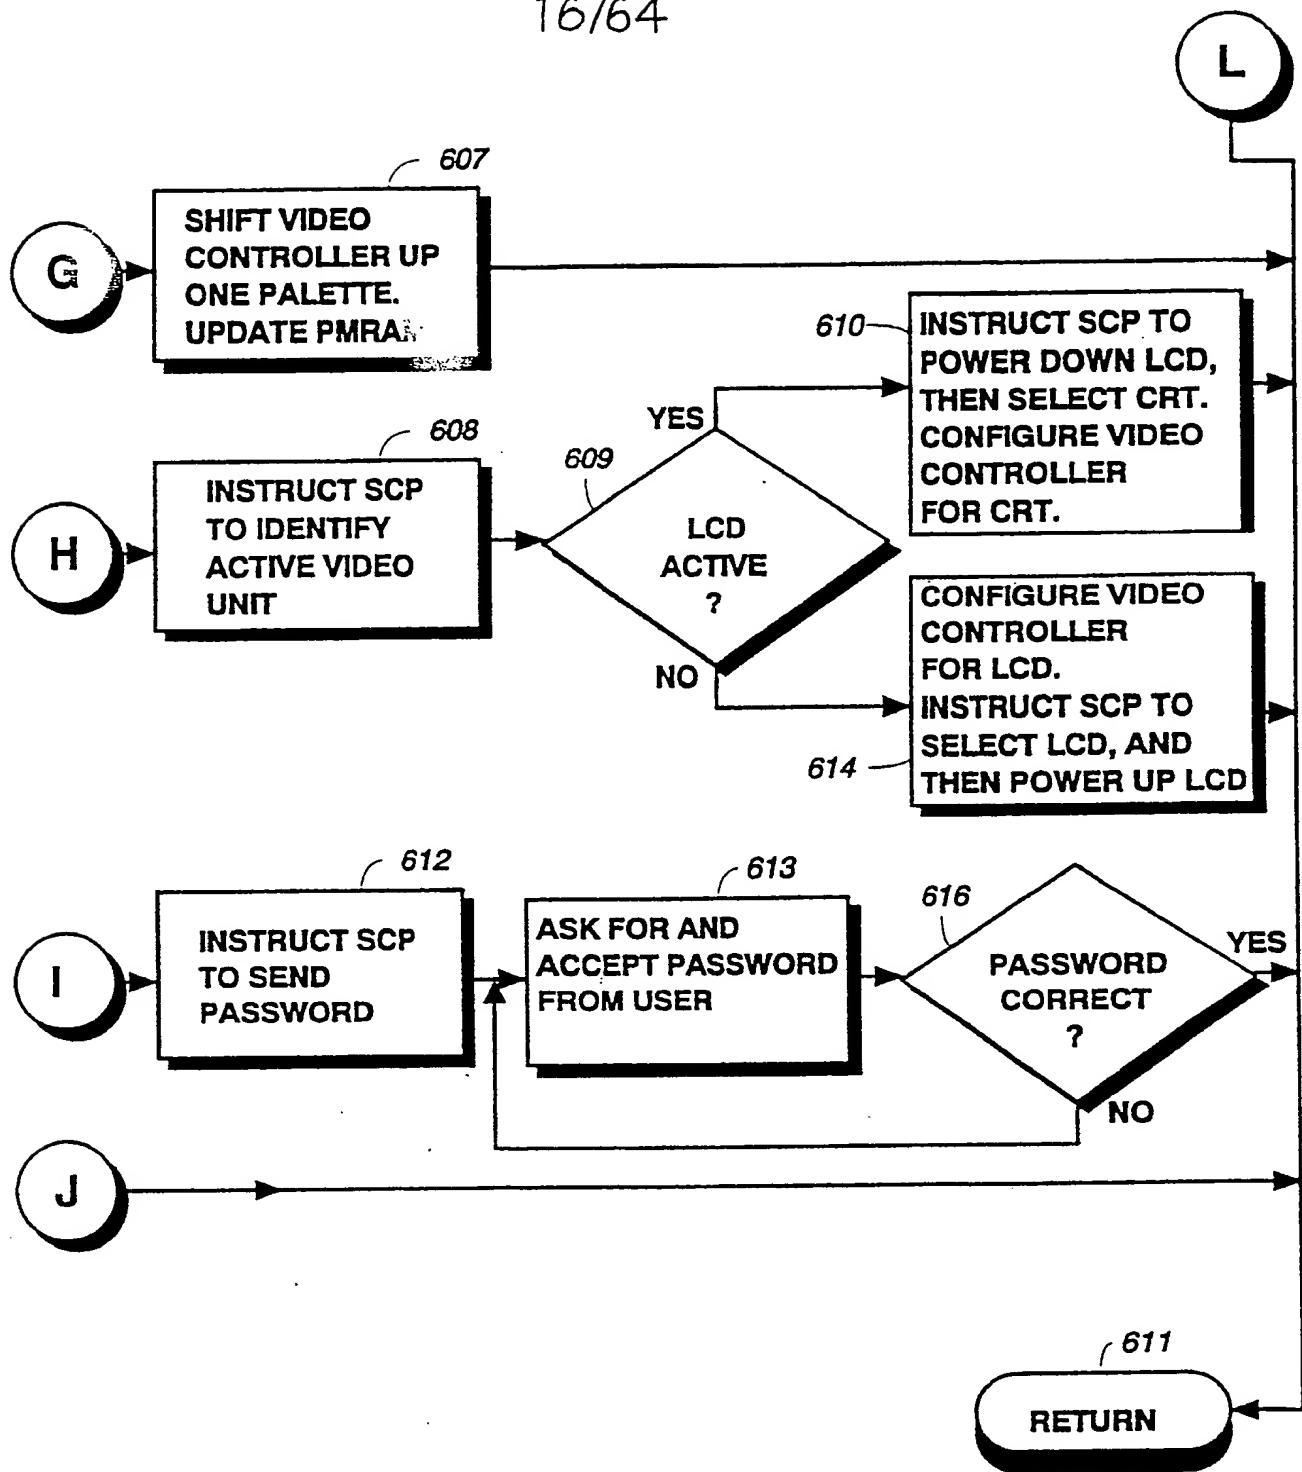 16/64
L
607
G
SHIFT VIDEO
CONTROLLER UP
ONE PALETTE.
UPDATE PMRAM
610
INSTRUCT SCP TO
POWER DOWN LCD,
THEN SELECT CRT.
CONFIGURE VIDEO
CONTROLLER
FOR CRT.
608
H
INSTRUCT SCP
TO IDENTIFY
ACTIVE VIDEO
UNIT
609
YES
LCD
ACTIVE
?
NO
614
CONFIGURE VIDEO
CONTROLLER
FOR LCD.
INSTRUCT SCP TO
SELECT LCD, AND
THEN POWER UP LCD
612
I
INSTRUCT SCP
TO SEND
PASSWORD
613
ASK FOR AND
ACCEPT PASSWORD
FROM USER
616
PASSWORD
CORRECT
?
YES
NO
J
611
RETURN